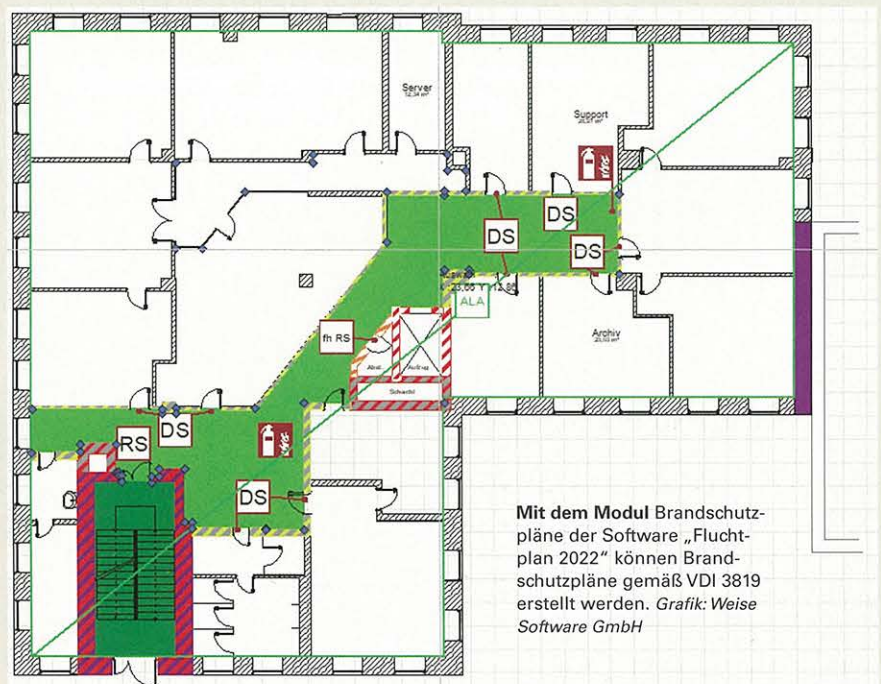 Server
Support
DS
DS
DS
ALA
fh RS
Archiv
Schacht
RS
DS
DS
Mit dem Modul Brandschutz-
pläne der Software „Flucht-
plan 2022“ können Brand-
schutzpläne gemäß VDI 3819
erstellt werden. Grafik: Weise
Software GmbH